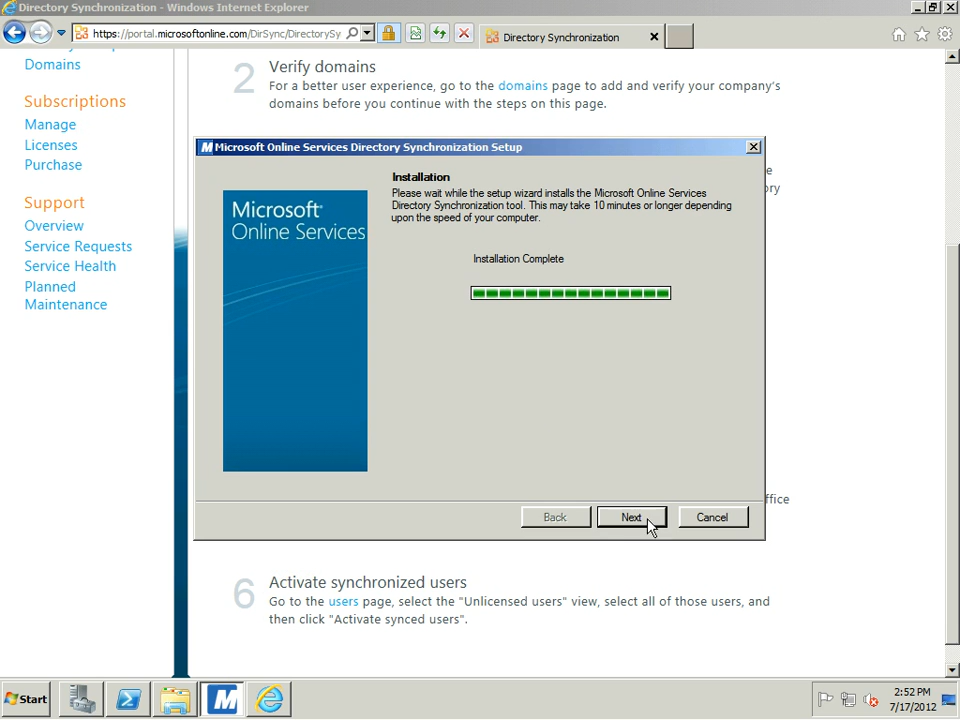 Directory Synchronization - Windows Internet Explorer
https://portal.microsoftonline.com/DirSync/DirectorySy
Directory Synchronization
Domains
Subscriptions
Manage
Licenses
Purchase
Support
Overview
Service Requests
Service Health
Planned
Maintenance
2 Verify domains
For a better user experience, go to the domains page to add and verify your company's
domains before you continue with the steps on this page.
Microsoft Online Services Directory Synchronization Setup
Microsoft
Online Services
Installation
Please wait while the setup wizard installs the Microsoft Online Services
Directory Synchronization tool. This may take 10 minutes or longer depending
upon the speed of your computer.
Installation Complete
Back
Next
Cancel
ffice
6 Activate synchronized users
Go to the users page, select the "Unlicensed users" view, select all of those users, and
then click "Activate synced users".
Start
2:52 PM
7/17/2012